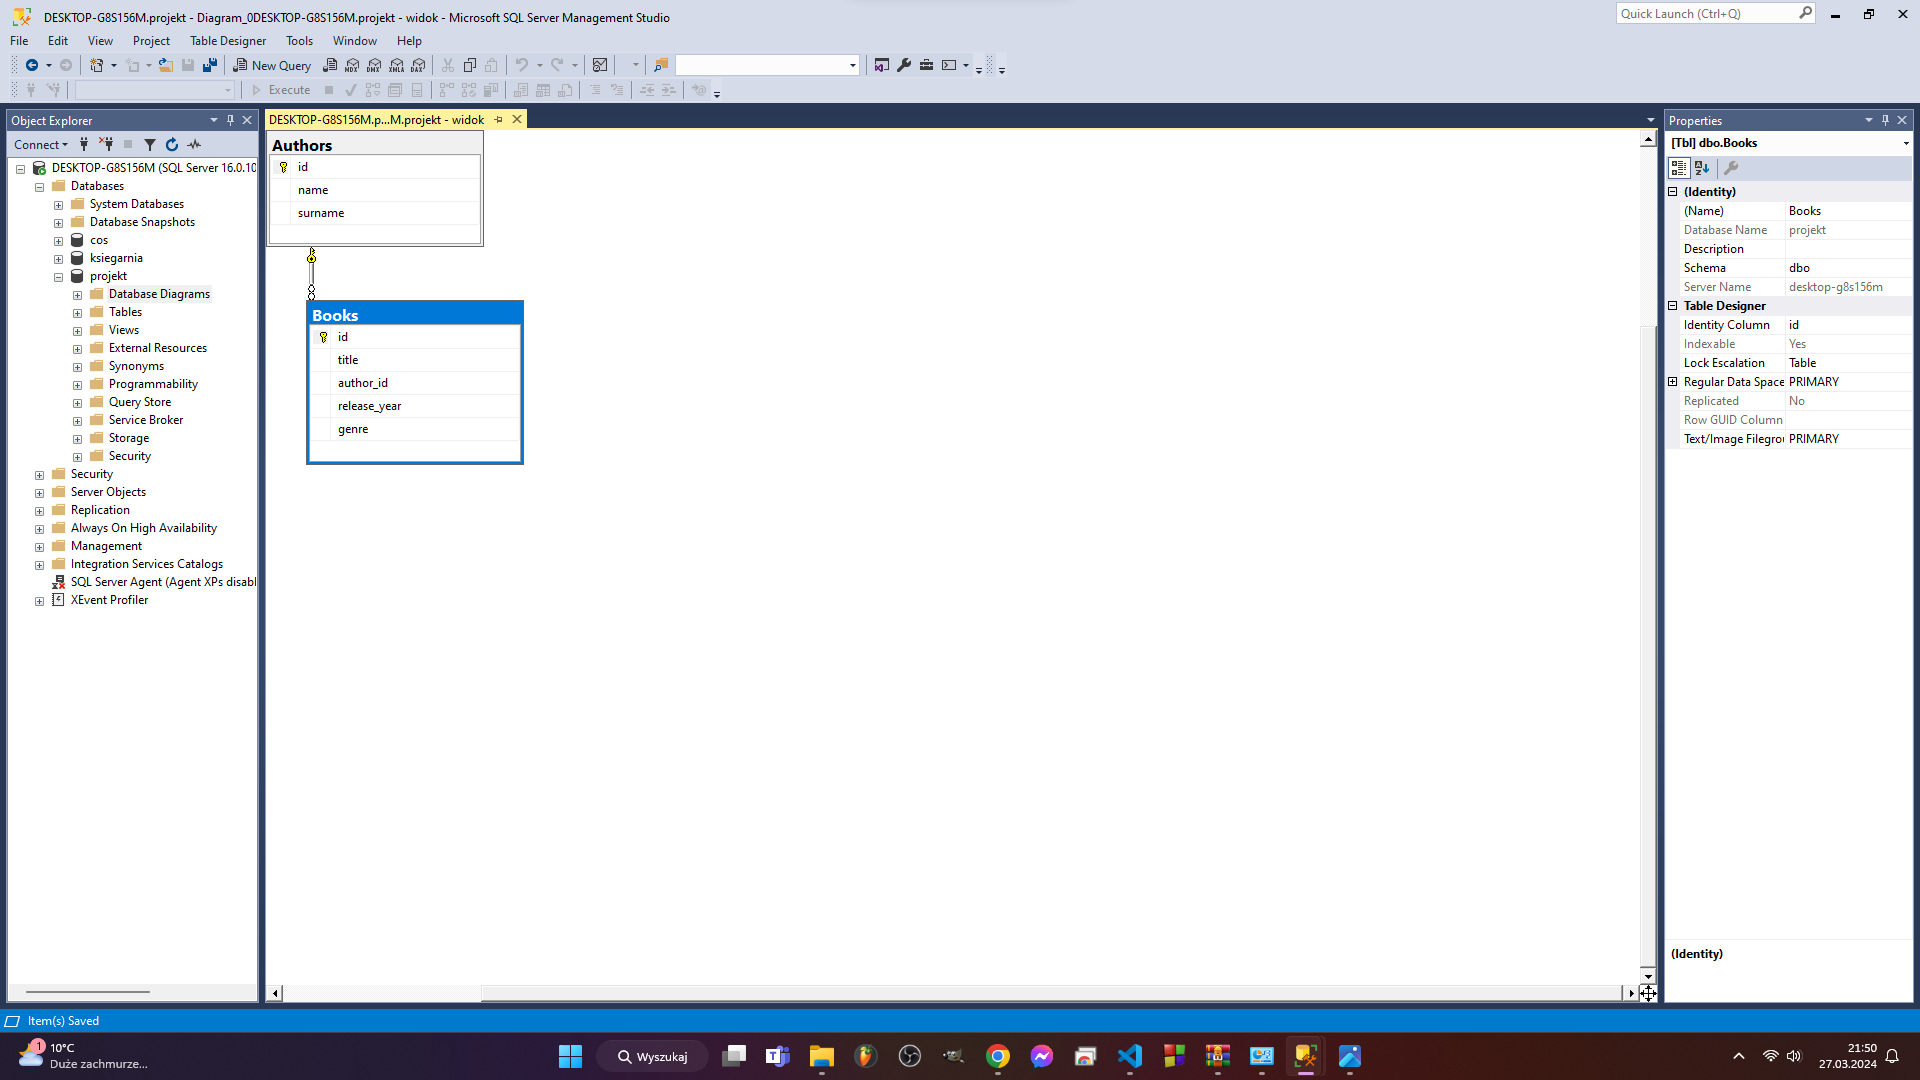 DESKTOP-G8S156M.projekt - Diagram_0DESKTOP-G8S156M.projekt - widok - Microsoft SQL Server Management Studio
Quick Launch (Ctrl+Q)
File Edit View Project Table Designer Tools Window Help
New Query
MDX DMX XMLA DAX
Execute
Object Explorer
DESKTOP-G8S156M.p...M.projekt - widok
Properties
Connect
DESKTOP-G8S156M (SQL Server 16.0.10
Databases
System Databases
Database Snapshots
cos
ksiegarnia
projekt
Database Diagrams
Tables
Views
External Resources
Synonyms
Programmability
Query Store
Service Broker
Storage
Security
Security
Server Objects
Replication
Always On High Availability
Management
Integration Services Catalogs
SQL Server Agent (Agent XPs disabl
XEvent Profiler
Authors
id
name
surname
Books
id
title
author_id
release_year
genre
[Tbl] dbo.Books
(Identity)
(Name) Books
Database Name projekt
Description
Schema dbo
Server Name desktop-g8s156m
Table Designer
Identity Column id
Indexable Yes
Lock Escalation Table
Regular Data Space PRIMARY
Replicated No
Row GUID Column
Text/Image Filegrou PRIMARY
(Identity)
Item(s) Saved
1
10°C
Duże zachmurze...
Wyszukaj
21:50
27.03.2024